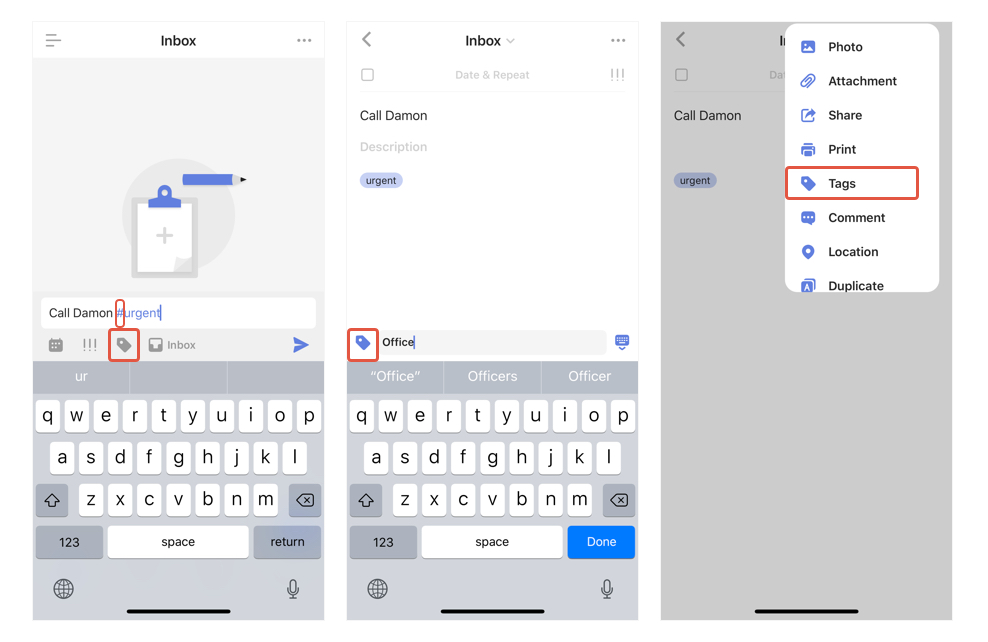 Inbox
Call Damon #urgent
Inbox
ur
q w e r t y u i o p
a s d f g h j k l
z x c v b n m
123 space return
Inbox
Date & Repeat !!!
Call Damon
Description
urgent
Office
“Office” Officers Officer
q w e r t y u i o p
a s d f g h j k l
z x c v b n m
123 space Done
Call Damon
urgent
Photo
Attachment
Share
Print
Tags
Comment
Location
Duplicate